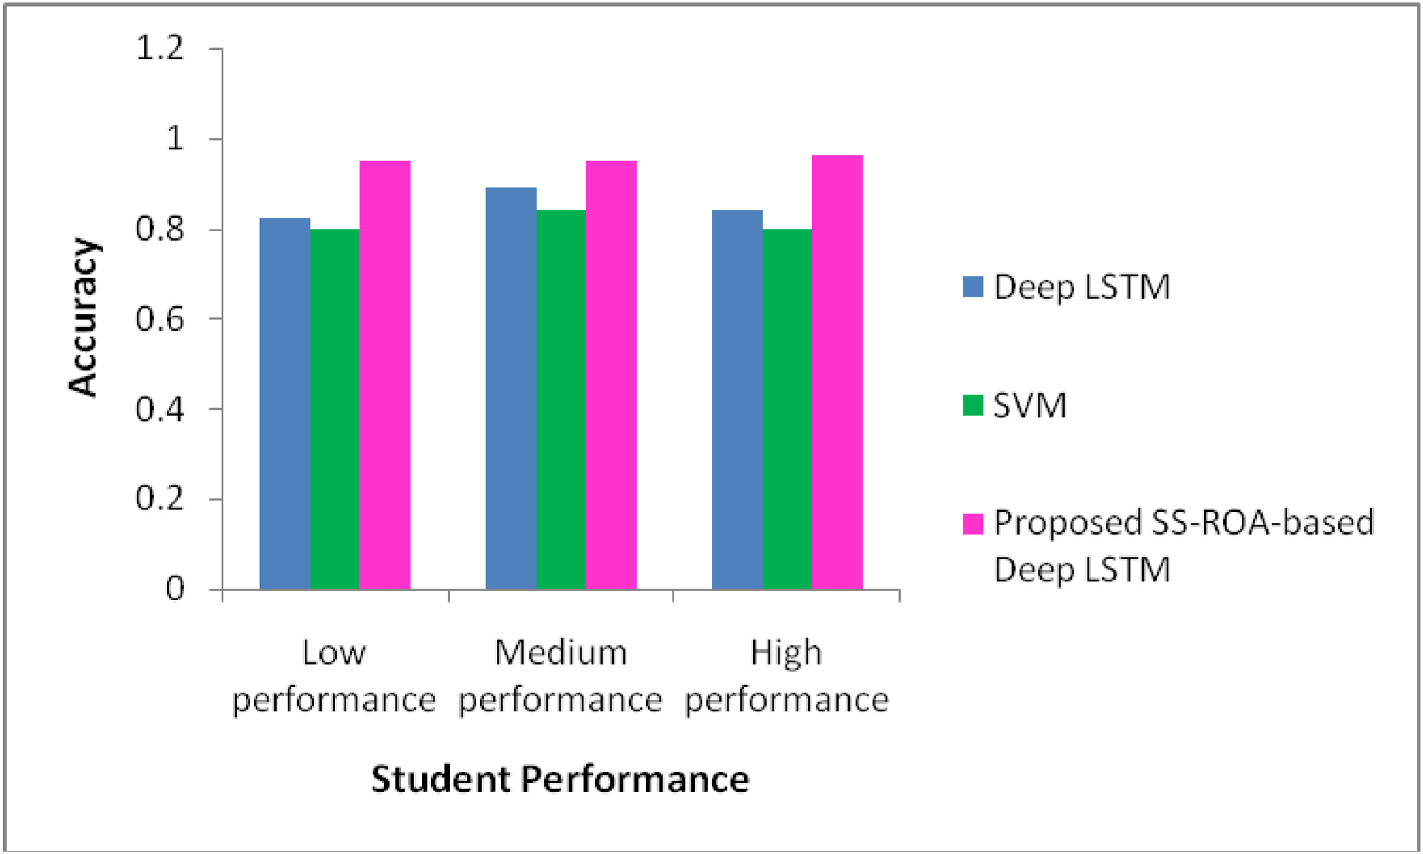 1.2
1
0.8
0.6
0.4
0.2
0
Accuracy
Low
performance
Medium
performance
High
performance
Student Performance
Deep LSTM
SVM
Proposed SS-ROA-based
Deep LSTM